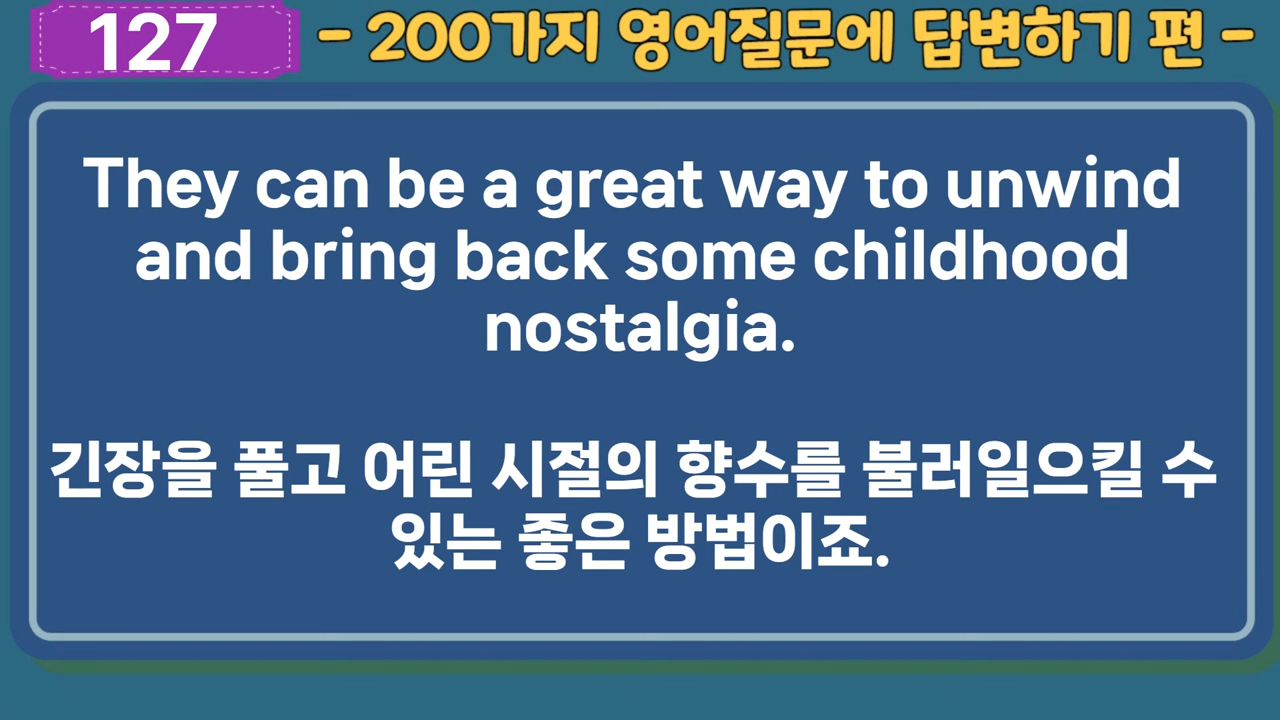 127
- 200가지 영어질문에 답변하기 편 -
They can be a great way to unwind
and bring back some childhood
nostalgia.
긴장을 풀고 어린 시절의 향수를 불러일으킬 수
있는 좋은 방법이죠.